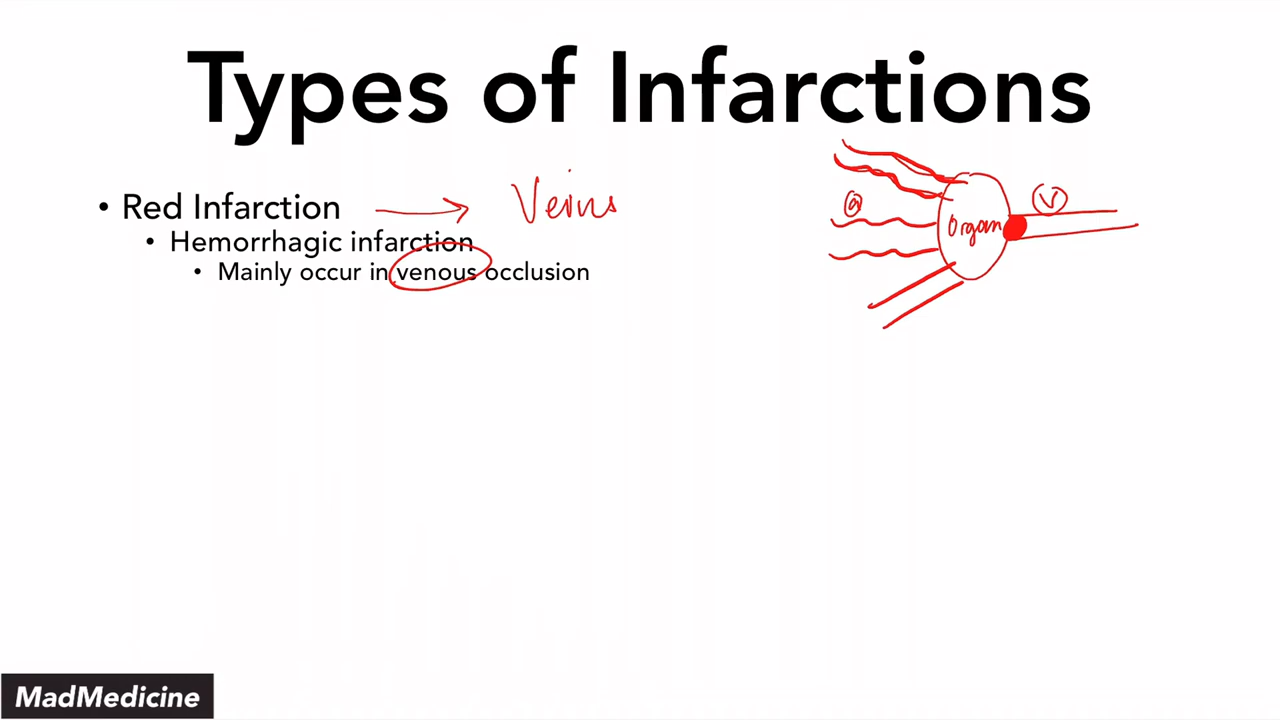 Types of Infarctions
• Red Infarction → Veins
• Hemorrhagic infarction
• Mainly occur in venous occlusion
a
organ
V
MadMedicine